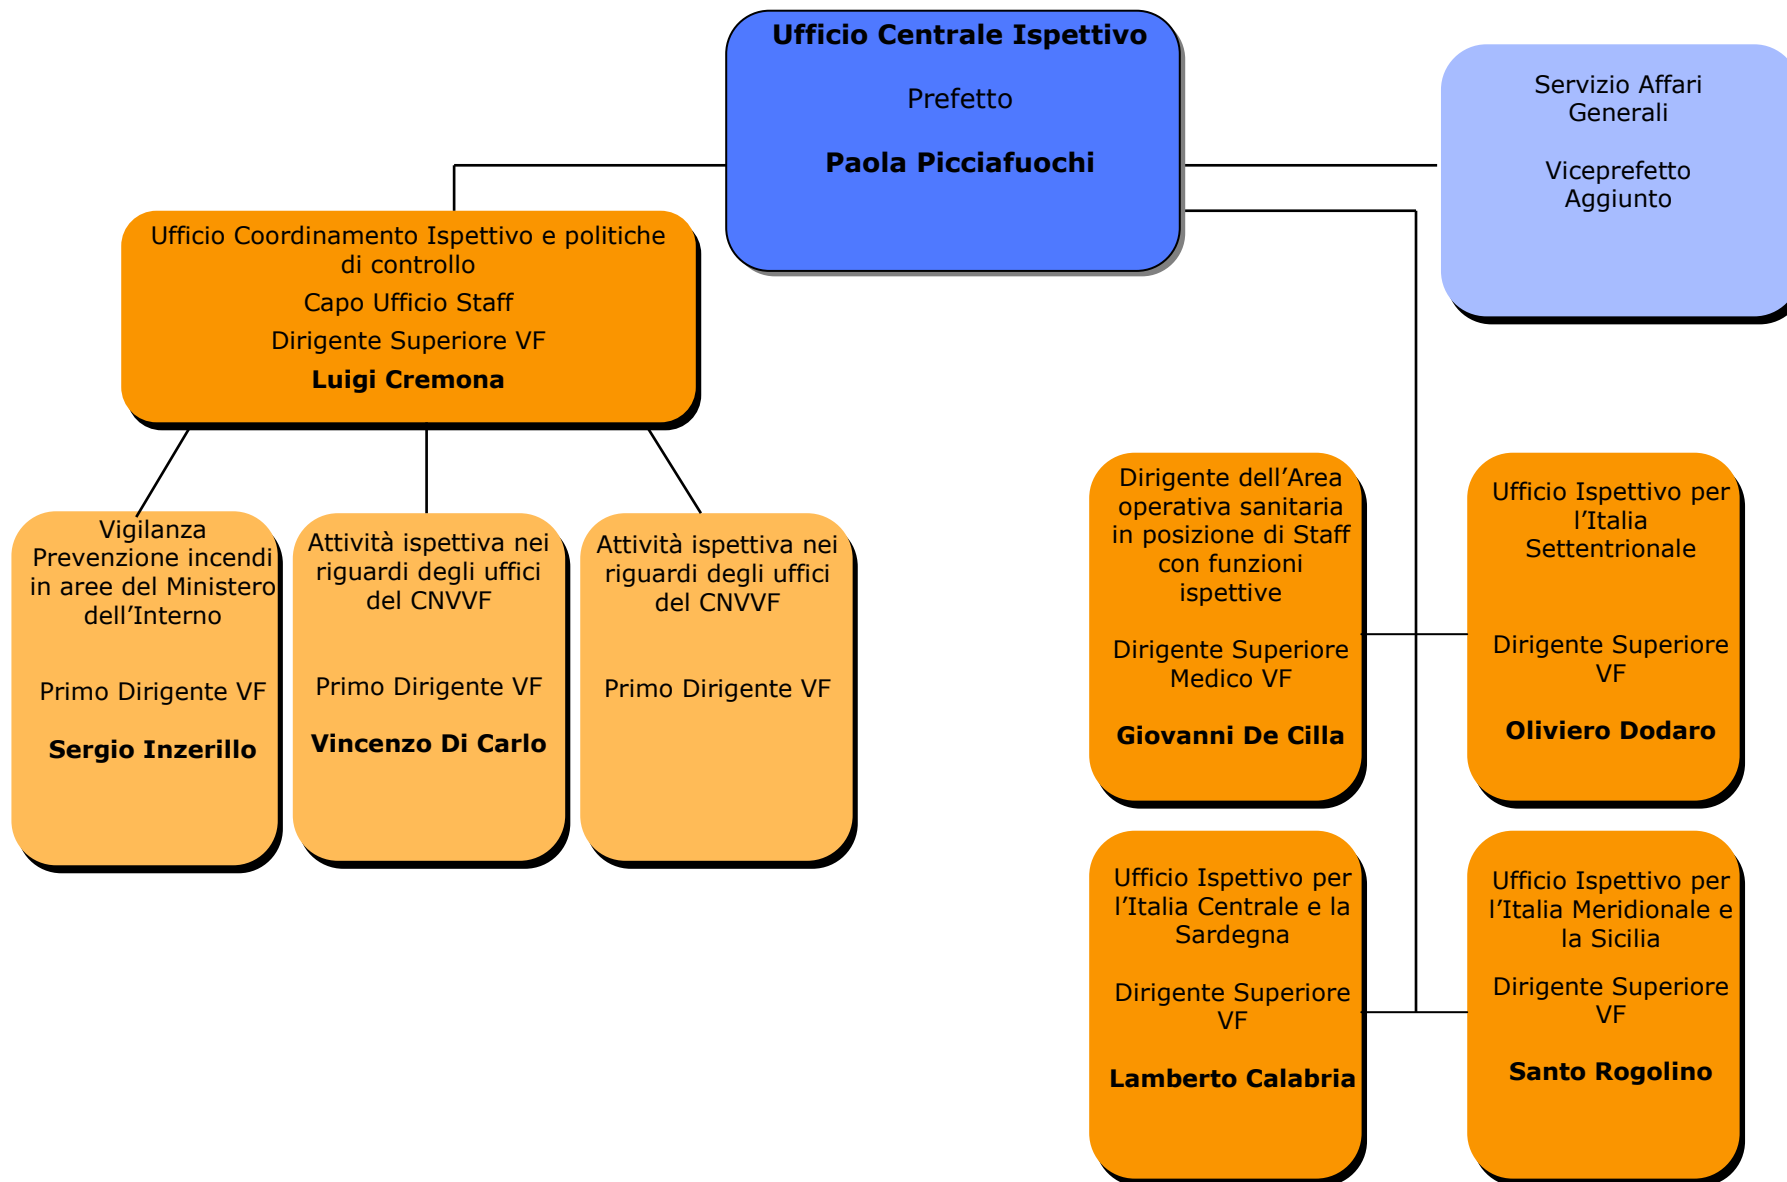 Ufficio Centrale Ispettivo
Prefetto
Paola Picciafuochi
Servizio Affari
Generali
Viceprefetto
Aggiunto
Ufficio Coordinamento Ispettivo e politiche
di controllo
Capo Ufficio Staff
Dirigente Superiore VF
Luigi Cremona
Vigilanza
Prevenzione incendi
in aree del Ministero
dell’Interno
Primo Dirigente VF
Sergio Inzerillo
Attività ispettiva nei
riguardi degli uffici
del CNVVF
Primo Dirigente VF
Vincenzo Di Carlo
Attività ispettiva nei
riguardi degli uffici
del CNVVF
Primo Dirigente VF
Dirigente dell’Area
operativa sanitaria
in posizione di Staff
con funzioni
ispettive
Dirigente Superiore
Medico VF
Giovanni De Cilla
Ufficio Ispettivo per
l’Italia
Settentrionale
Dirigente Superiore
VF
Oliviero Dodaro
Ufficio Ispettivo per
l’Italia Centrale e la
Sardegna
Dirigente Superiore
VF
Lamberto Calabria
Ufficio Ispettivo per
l’Italia Meridionale e
la Sicilia
Dirigente Superiore
VF
Santo Rogolino